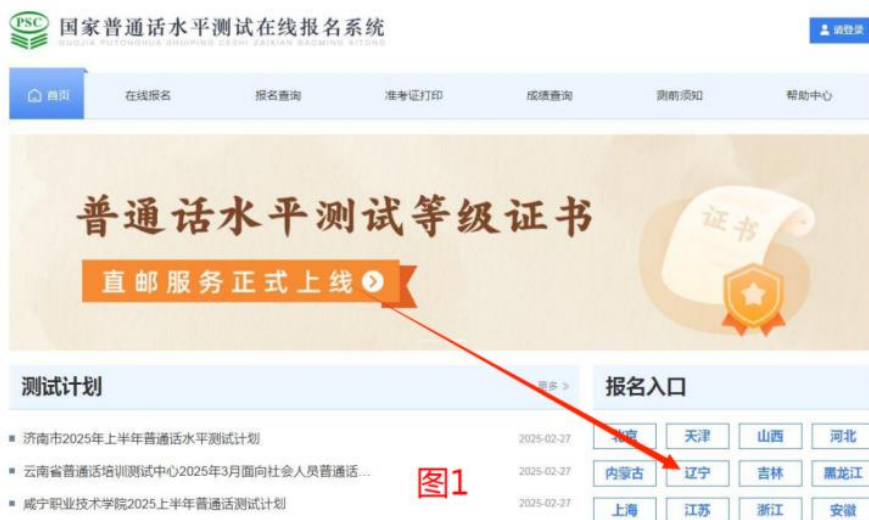 PSC
国家普通话水平测试在线报名系统
GUOJIA PUTONGHUA SHUIPING CESHI ZAIXIAN BAOMING XITONG
请登录
首页 在线报名 报名查询 准考证打印 成绩查询 测前须知 帮助中心
普通话水平测试等级证书
直邮服务正式上线
证书
测试计划 更多 »
报名入口
济南市2025年上半年普通话水平测试计划 2025-02-27
云南省普通话培训测试中心2025年3月面向社会人员普通话... 2025-02-27
咸宁职业技术学院2025上半年普通话测试计划 2025-02-27
图1
北京 天津 山西 河北
内蒙古 辽宁 吉林 黑龙江
上海 江苏 浙江 安徽